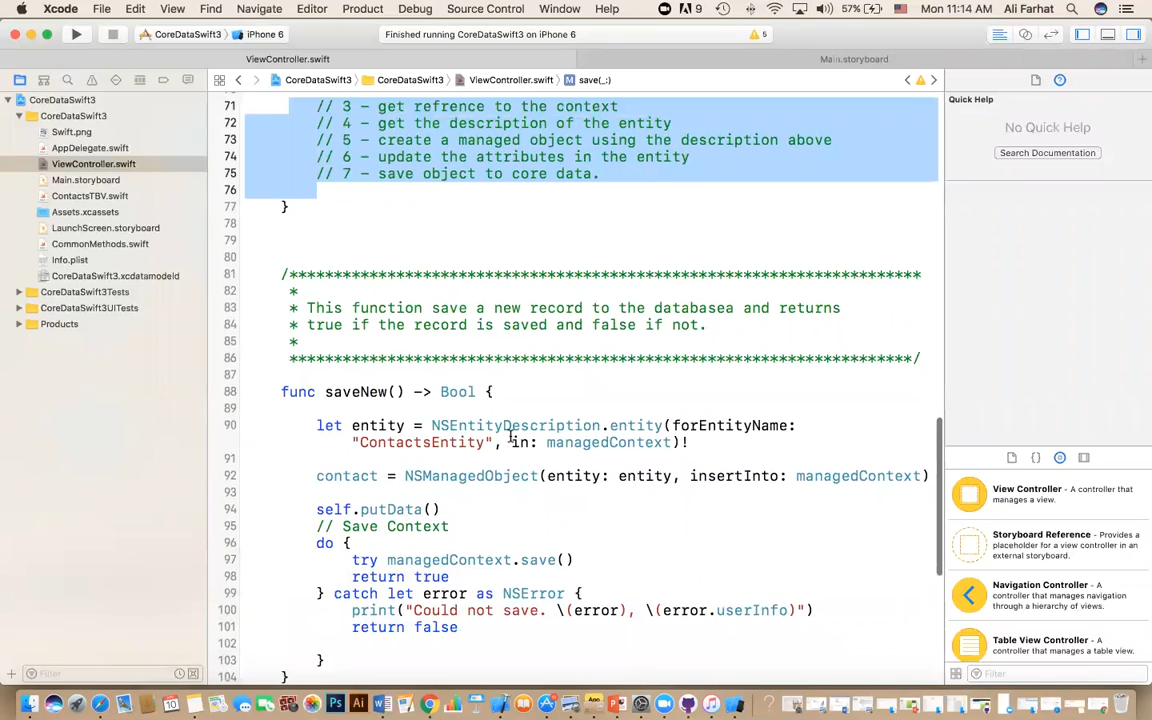 Xcode File Edit View Find Navigate Editor Product Debug Source Control Window Help 9 57% Mon 11:14 AM Ali Farhat
CoreDataSwift3 iPhone 6 Finished running CoreDataSwift3 on iPhone 6 5
ViewController.swift Main.storyboard
CoreDataSwift3 CoreDataSwift3 ViewController.swift M save(_:)
CoreDataSwift3
CoreDataSwift3
Swift.png
AppDelegate.swift
ViewController.swift
Main.storyboard
ContactsTBV.swift
Assets.xcassets
LaunchScreen.storyboard
CommonMethods.swift
Info.plist
CoreDataSwift3.xcdatamodeld
CoreDataSwift3Tests
CoreDataSwift3UITests
Products
Filter
71 // 3 - get refrence to the context
72 // 4 - get the description of the entity
73 // 5 - create a managed object using the description above
74 // 6 - update the attributes in the entity
75 // 7 - save object to core data.
76
77 }
78
79
80
81 /***********************************************************************
82 *
83 * This function save a new record to the databasea and returns
84 * true if the record is saved and false if not.
85 *
86 ***********************************************************************/
87
88 func saveNew() -> Bool {
89
90 let entity = NSEntityDescription.entity(forEntityName:
"ContactsEntity", in: managedContext)!
91
92 contact = NSManagedObject(entity: entity, insertInto: managedContext)
93
94 self.putData()
95 // Save Context
96 do {
97 try managedContext.save()
98 return true
99 } catch let error as NSError {
100 print("Could not save. \(error), \(error.userInfo)")
101 return false
102
103 }
104 }
Quick Help
No Quick Help
Search Documentation
View Controller - A controller that
manages a view.
Storyboard Reference - Provides a
placeholder for a view controller in an
external storyboard.
Navigation Controller - A
controller that manages navigation
through a hierarchy of views.
Table View Controller - A
controller that manages a table view.
Filter